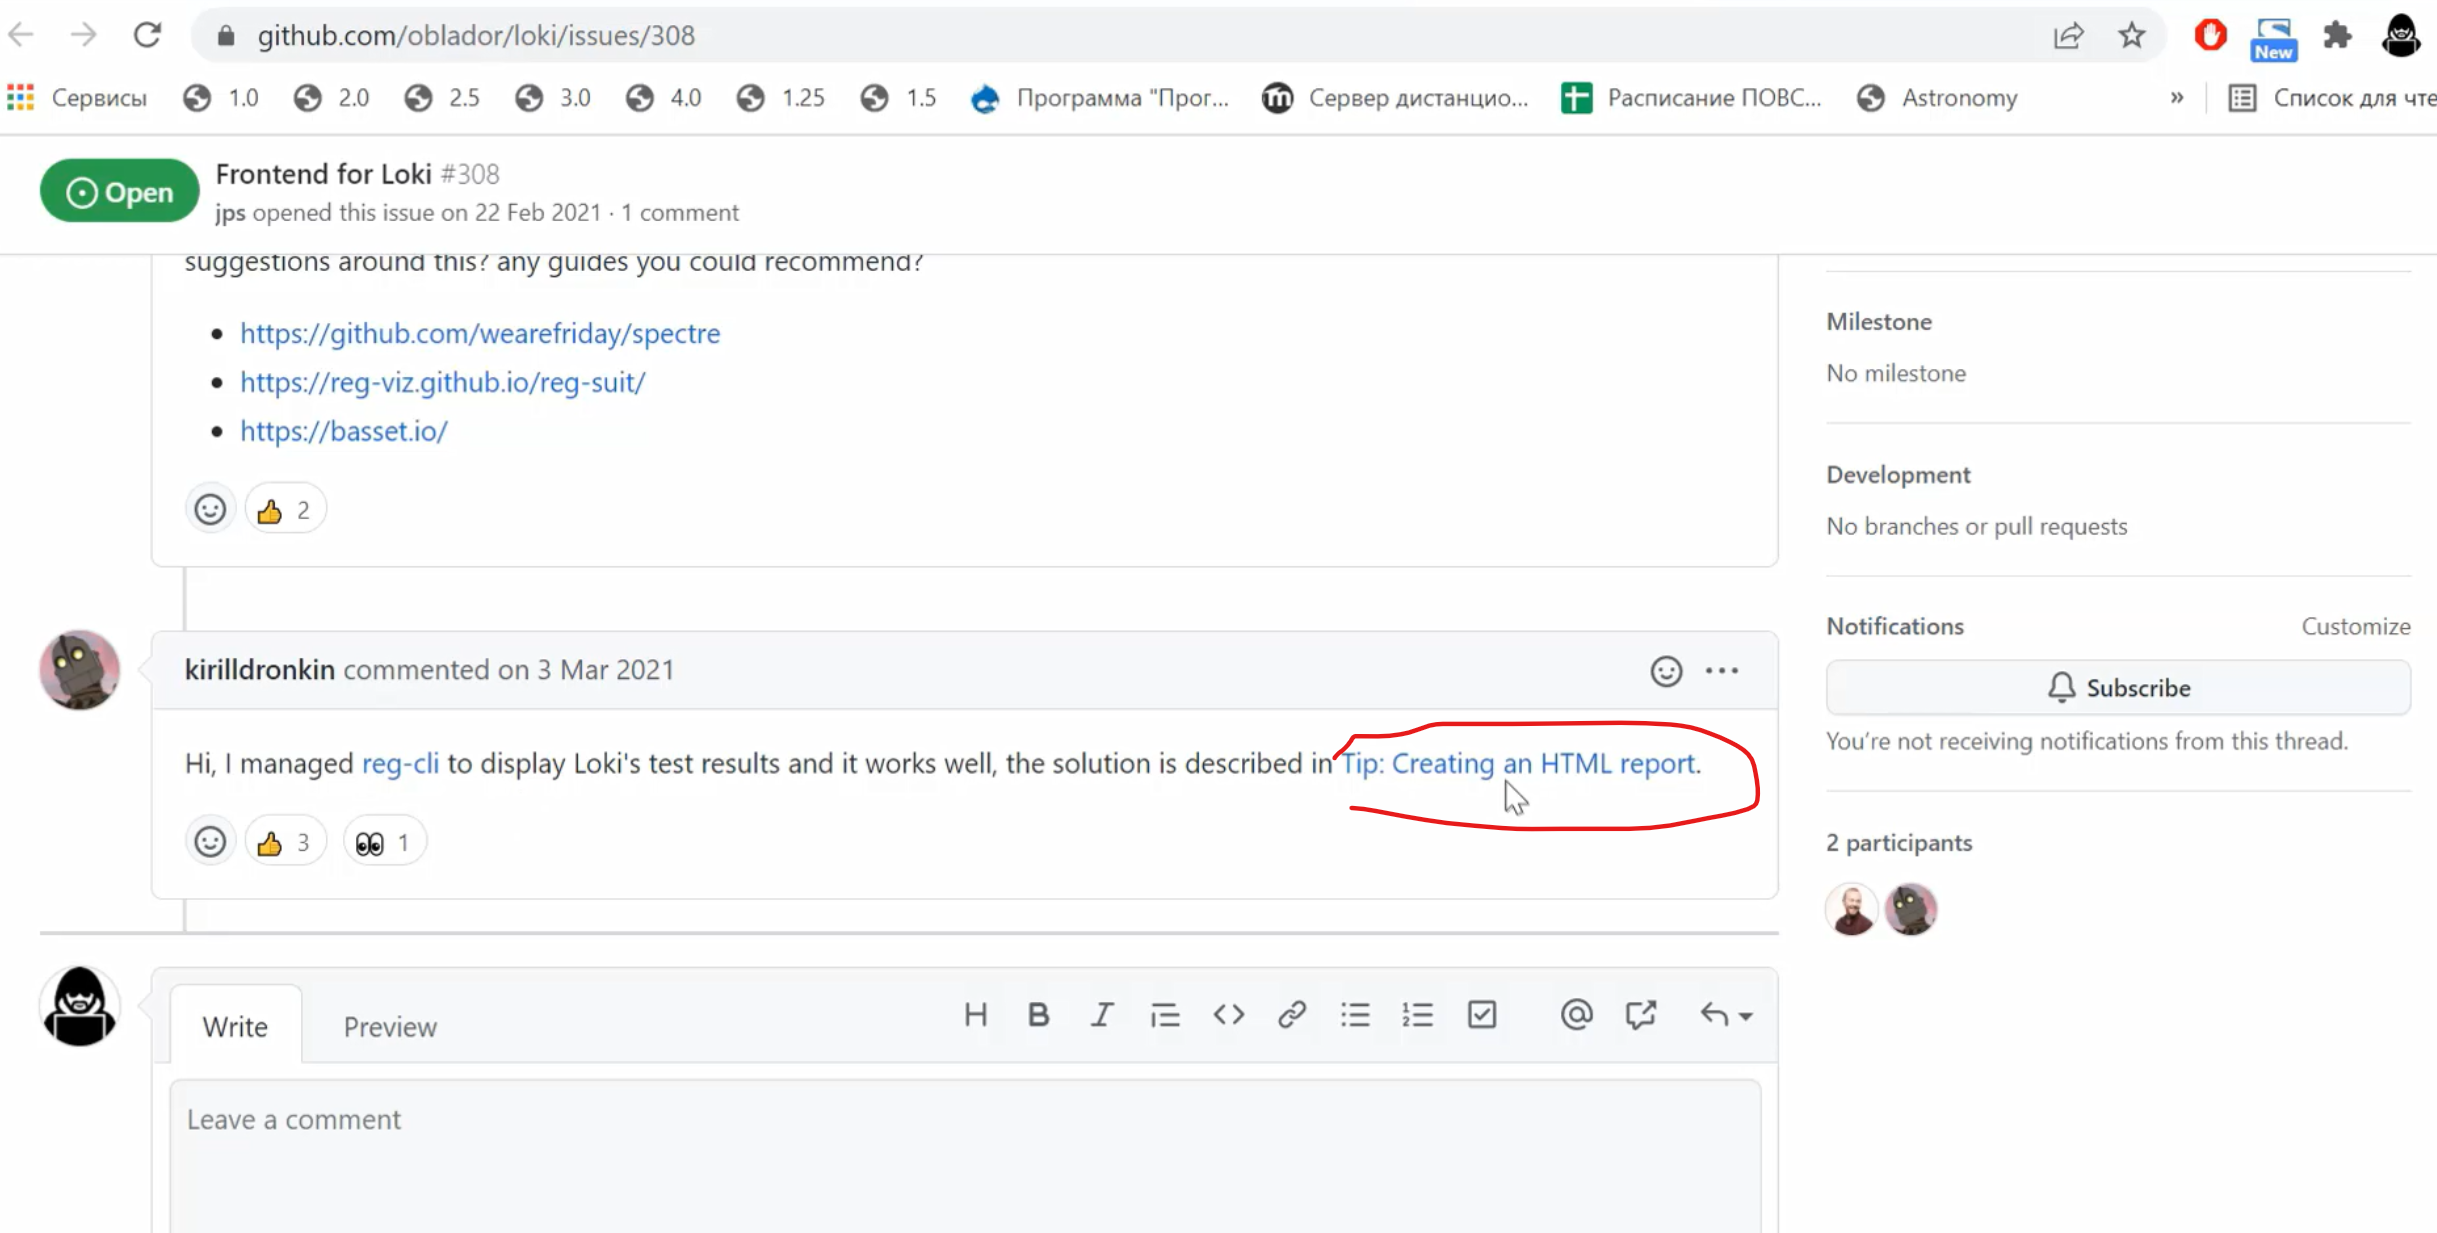 github.com/oblador/loki/issues/308
New
Сервисы 1.0 2.0 2.5 3.0 4.0 1.25 1.5 Программа "Прог... Сервер дистанцио... Расписание ПОВС... Astronomy » Список для чте
Open
Frontend for Loki #308
jps opened this issue on 22 Feb 2021 · 1 comment
suggestions around this? any guides you could recommend?
https://github.com/wearefriday/spectre
https://reg-viz.github.io/reg-suit/
https://basset.io/
2
Milestone
No milestone
Development
No branches or pull requests
Notifications Customize
Subscribe
You're not receiving notifications from this thread.
2 participants
kirilldronkin commented on 3 Mar 2021
Hi, I managed reg-cli to display Loki's test results and it works well, the solution is described in Tip: Creating an HTML report.
3 1
Write Preview
Leave a comment